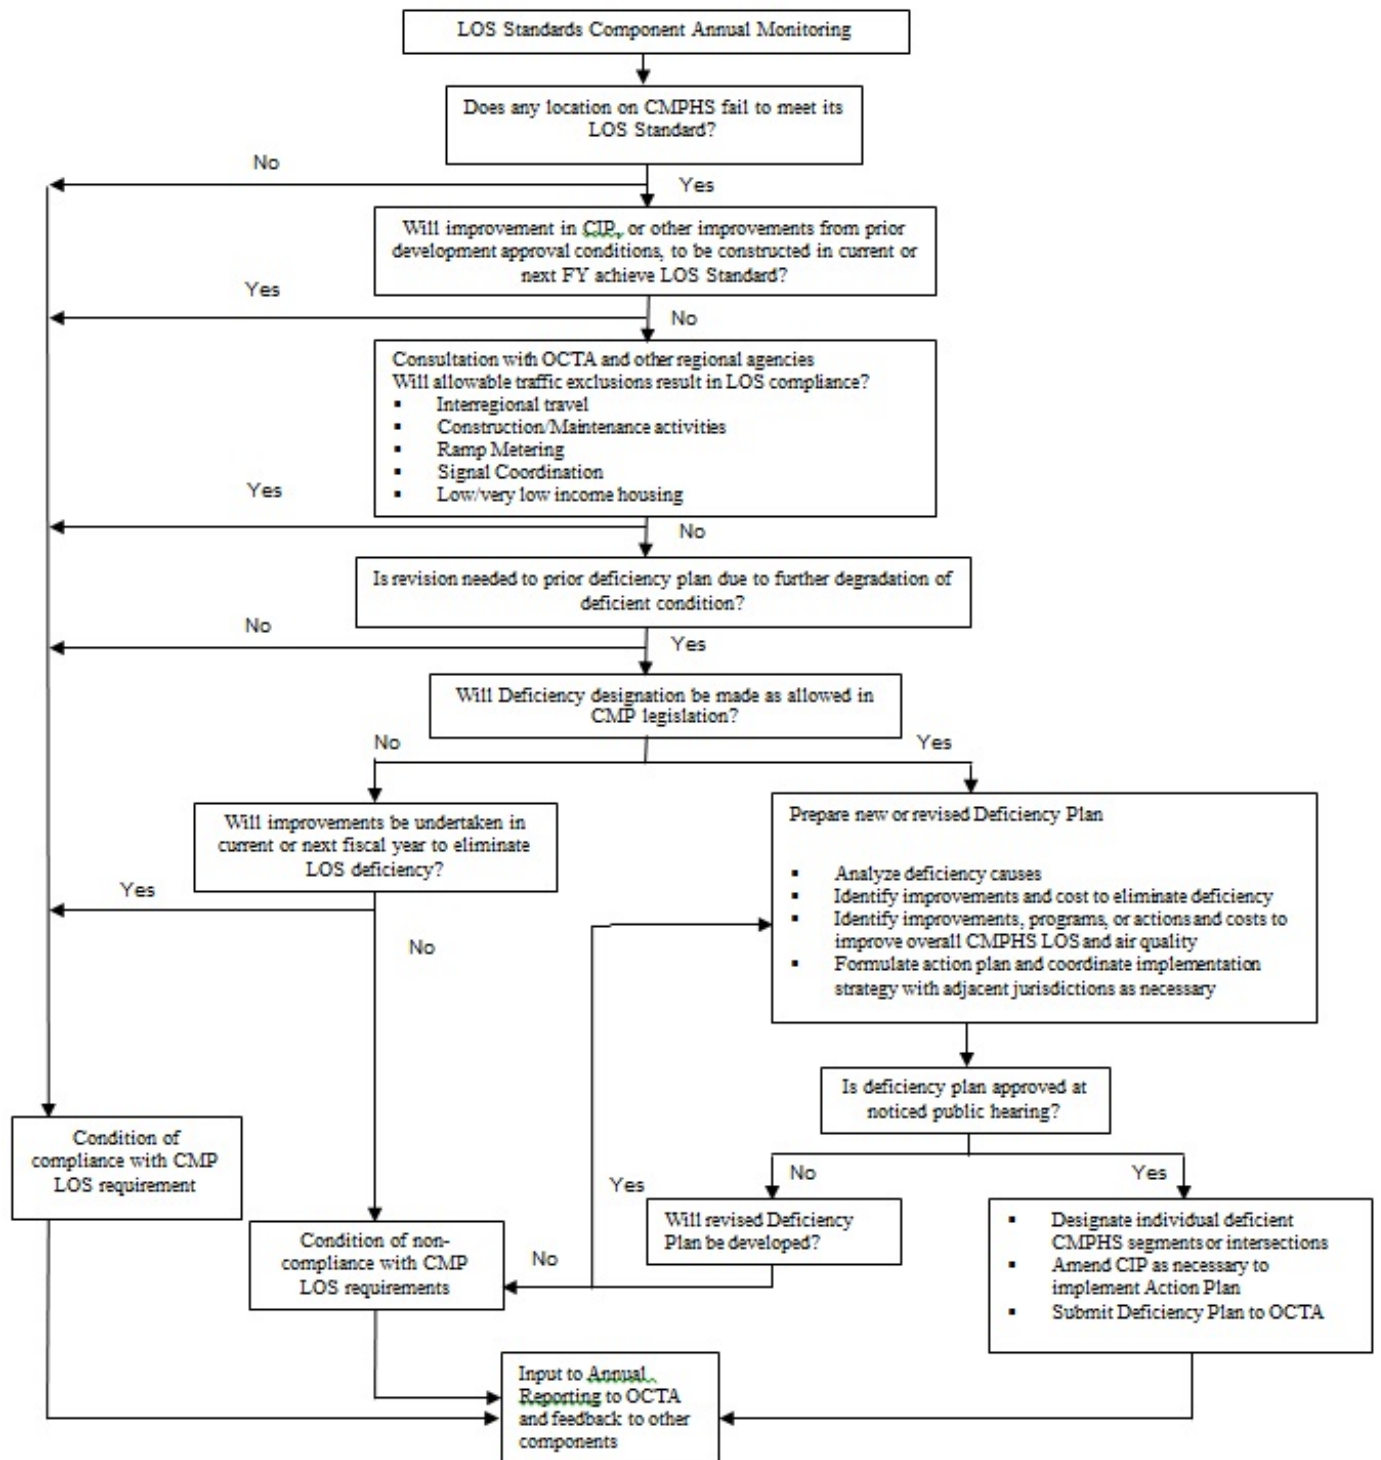 LOS Standards Component Annual Monitoring
Does any location on CMPHS fail to meet its
LOS Standard?
No
Yes
Will improvement in CIP, or other improvements from prior
development approval conditions, to be constructed in current or
next FY achieve LOS Standard?
Yes
No
Consultation with OCTA and other regional agencies
Will allowable traffic exclusions result in LOS compliance?
▪ Interregional travel
▪ Construction/Maintenance activities
▪ Ramp Metering
▪ Signal Coordination
▪ Low/very low income housing
Yes
No
Is revision needed to prior deficiency plan due to further degradation of
deficient condition?
No
Yes
Will Deficiency designation be made as allowed in
CMP legislation?
No
Yes
Will improvements be undertaken in
current or next fiscal year to eliminate
LOS deficiency?
Yes
No
Prepare new or revised Deficiency Plan
▪ Analyze deficiency causes
▪ Identify improvements and cost to eliminate deficiency
▪ Identify improvements, programs, or actions and costs to
improve overall CMPHS LOS and air quality
▪ Formulate action plan and coordinate implementation
strategy with adjacent jurisdictions as necessary
Is deficiency plan approved at
noticed public hearing?
No
Yes
Condition of
compliance with CMP
LOS requirement
Yes
Will revised Deficiency
Plan be developed?
No
Condition of non-
compliance with CMP
LOS requirements
▪ Designate individual deficient
CMPHS segments or intersections
▪ Amend CIP as necessary to
implement Action Plan
▪ Submit Deficiency Plan to OCTA
Input to Annual
Reporting to OCTA
and feedback to other
components